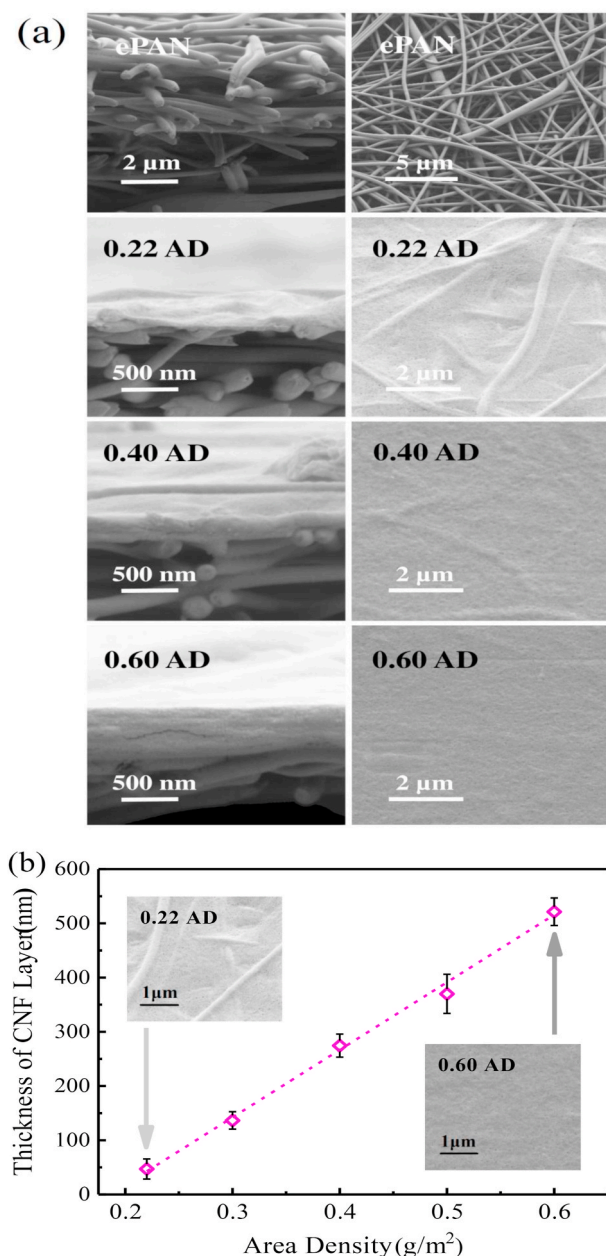 (a)
ePAN
2 μm
5 μm
0.22 AD
0.22 AD
500 nm
2 μm
0.40 AD
0.40 AD
500 nm
2 μm
0.60 AD
0.60 AD
500 nm
2 μm
(b)
600
500
400
300
200
100
0
Thickness of CNF Layer(nm)
0.22 AD
1μm
0.60 AD
1μm
0.2
0.3
0.4
0.5
0.6
Area Density(g/m²)